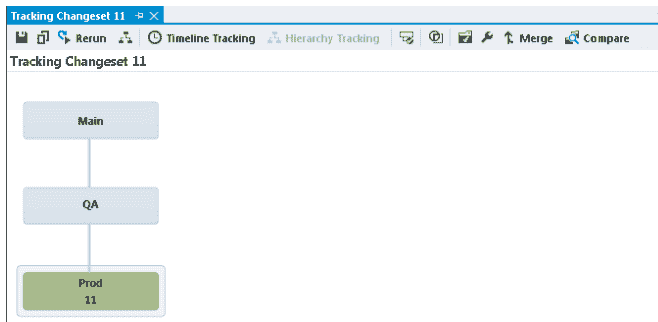 Tracking Changeset 11
Rerun Timeline Tracking Hierarchy Tracking Merge Compare
Tracking Changeset 11
Main
QA
Prod
11